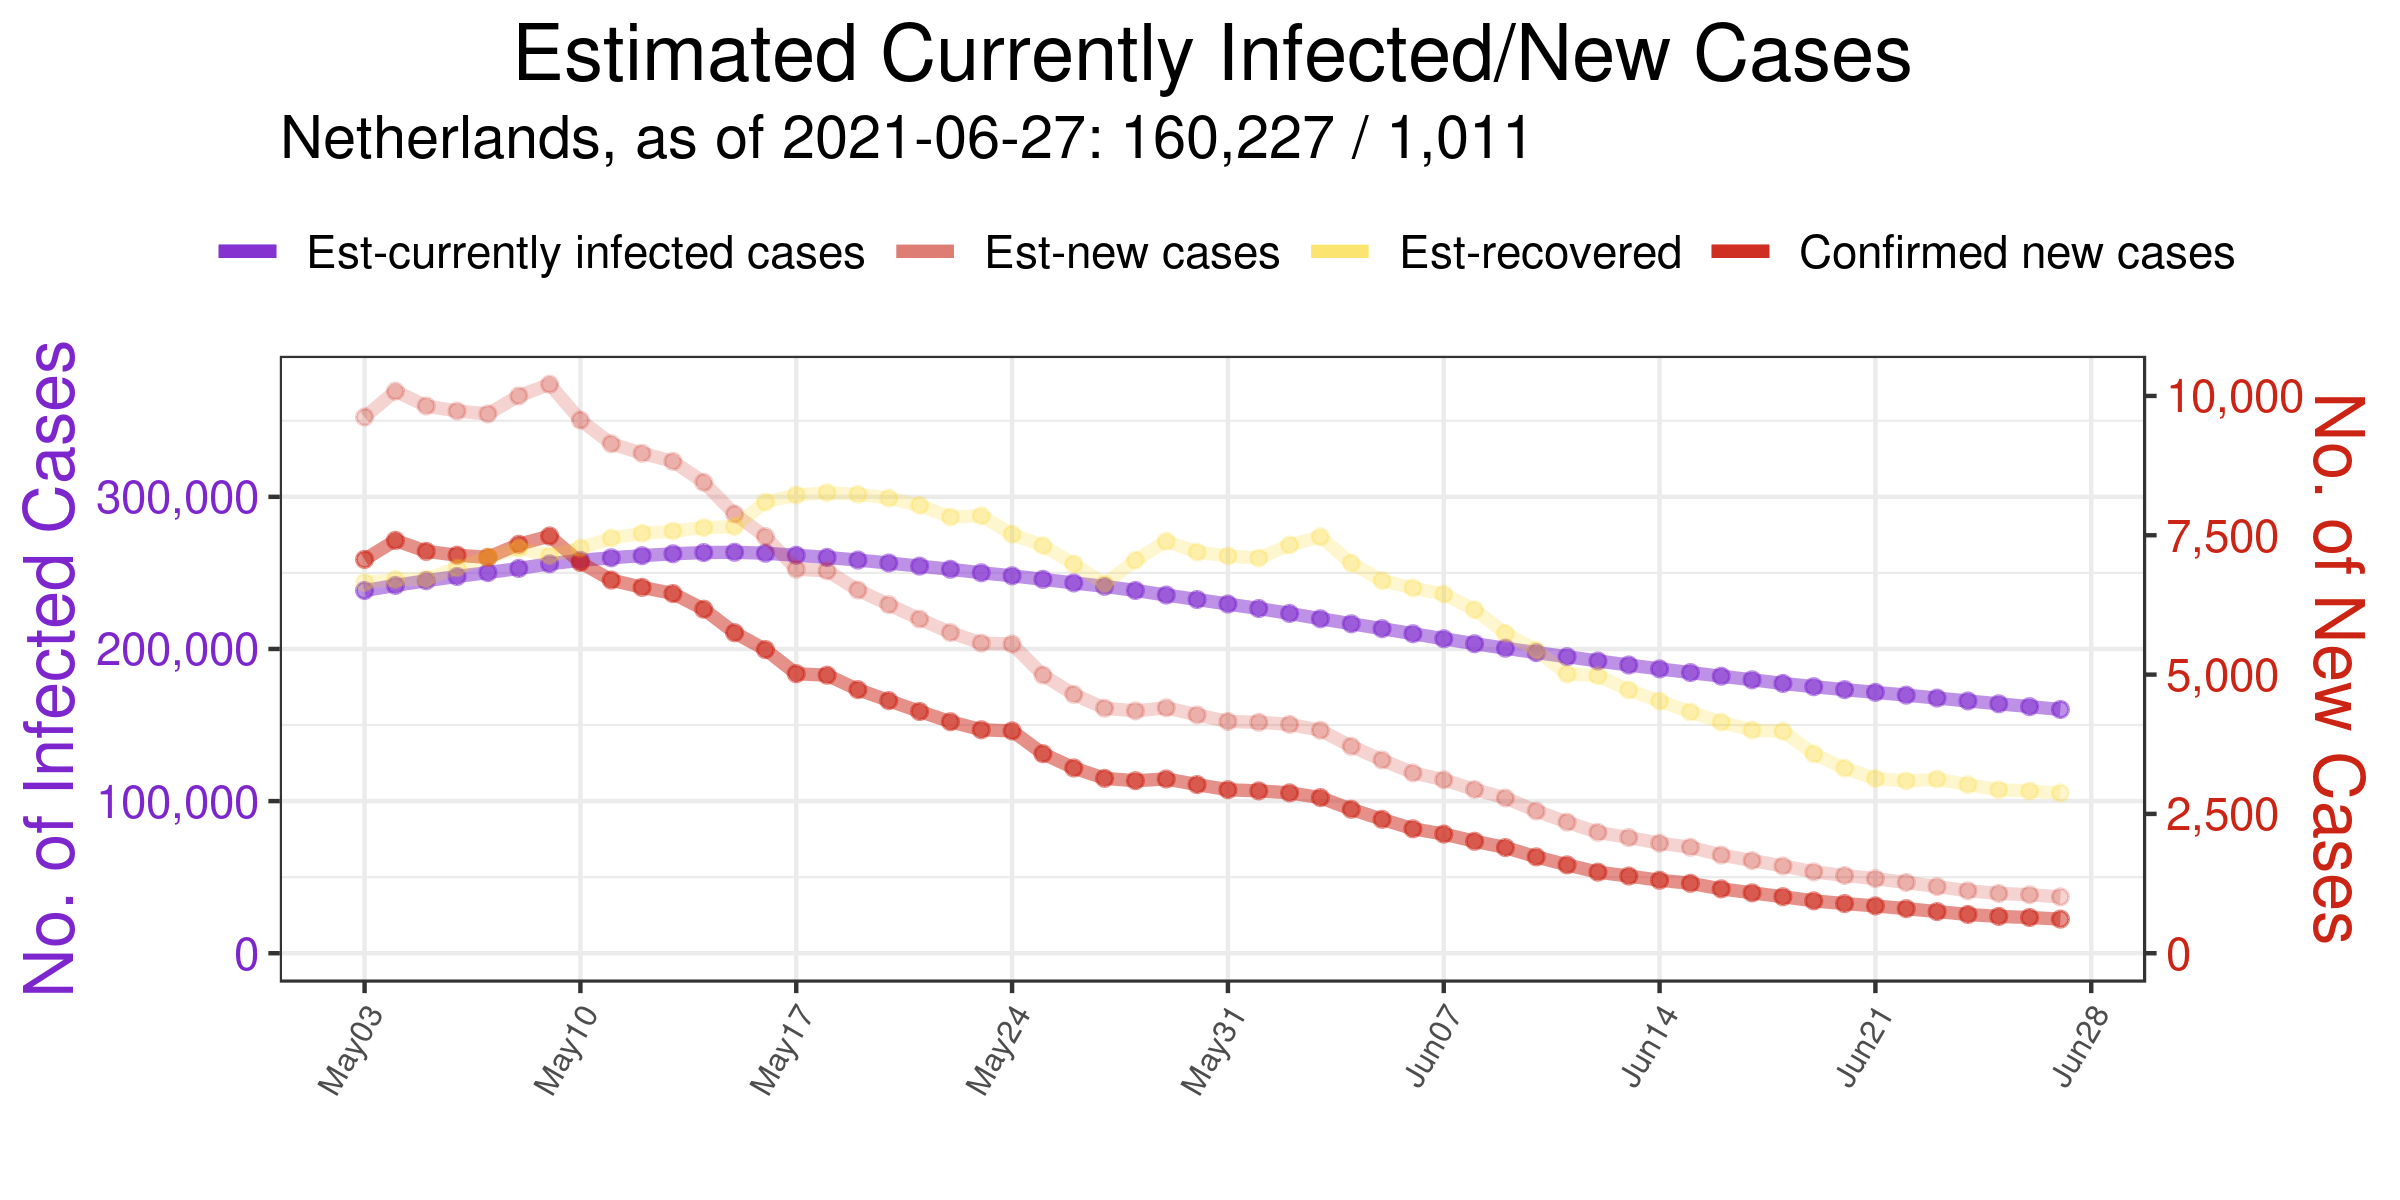 Estimated Currently Infected/New Cases
Netherlands, as of 2021-06-27: 160,227 / 1,011
Est-currently infected cases Est-new cases Est-recovered Confirmed new cases
No. of Infected Cases
300,000
200,000
100,000
0
10,000
7,500
5,000
2,500
0
No. of New Cases
May03 May10 May17 May24 May31 Jun07 Jun14 Jun21 Jun28